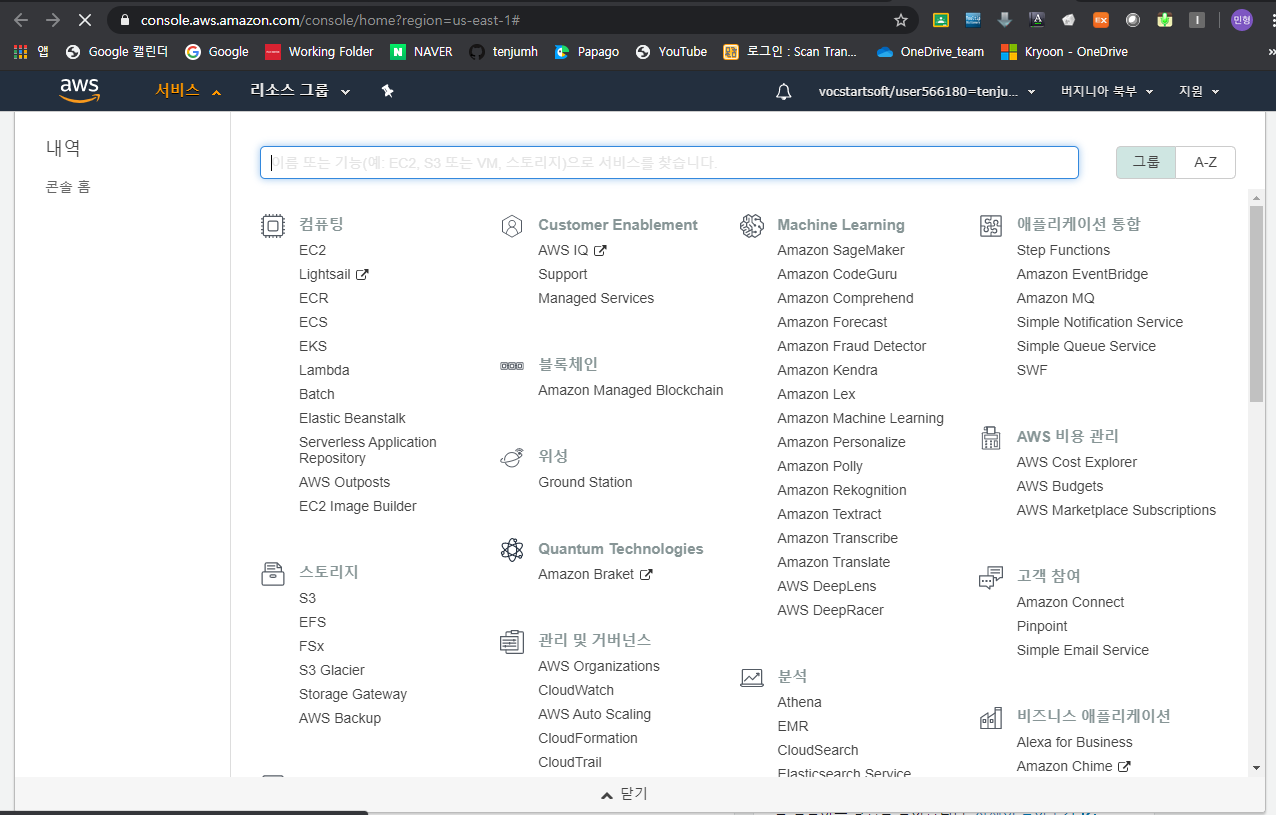 console.aws.amazon.com/console/home?region=us-east-1#
민형
앱 Google 캘린더 Google Working Folder NAVER tenjumh Papago YouTube 로그인 : Scan Tran... OneDrive_team Kryoon - OneDrive »
aws 서비스 리소스 그룹 vocstartsoft/user566180=tenju... 버지니아 북부 지원
내역
콘솔 홈
이름 또는 기능(예: EC2, S3 또는 VM, 스토리지)으로 서비스를 찾습니다.
그룹 A-Z
컴퓨팅
EC2
Lightsail
ECR
ECS
EKS
Lambda
Batch
Elastic Beanstalk
Serverless Application
Repository
AWS Outposts
EC2 Image Builder
스토리지
S3
EFS
FSx
S3 Glacier
Storage Gateway
AWS Backup
Customer Enablement
AWS IQ
Support
Managed Services
블록체인
Amazon Managed Blockchain
위성
Ground Station
Quantum Technologies
Amazon Braket
관리 및 거버넌스
AWS Organizations
CloudWatch
AWS Auto Scaling
CloudFormation
CloudTrail
Machine Learning
Amazon SageMaker
Amazon CodeGuru
Amazon Comprehend
Amazon Forecast
Amazon Fraud Detector
Amazon Kendra
Amazon Lex
Amazon Machine Learning
Amazon Personalize
Amazon Polly
Amazon Rekognition
Amazon Textract
Amazon Transcribe
Amazon Translate
AWS DeepLens
AWS DeepRacer
분석
Athena
EMR
CloudSearch
Elasticsearch Service
애플리케이션 통합
Step Functions
Amazon EventBridge
Amazon MQ
Simple Notification Service
Simple Queue Service
SWF
AWS 비용 관리
AWS Cost Explorer
AWS Budgets
AWS Marketplace Subscriptions
고객 참여
Amazon Connect
Pinpoint
Simple Email Service
비즈니스 애플리케이션
Alexa for Business
Amazon Chime
닫기